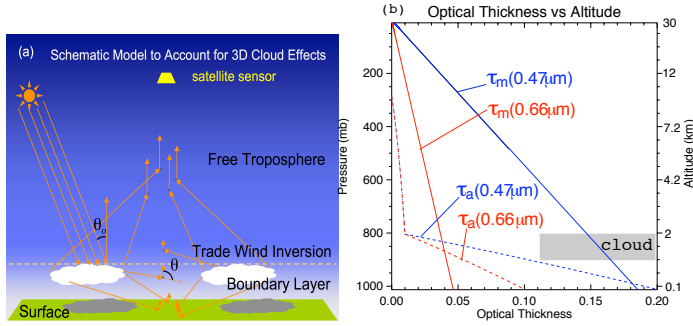 (a)
Schematic Model to Account for 3D Cloud Effects
satellite sensor
Free Troposphere
θo
Trade Wind Inversion
θ
Boundary Layer
Surface
(b)
Optical Thickness vs Altitude
30
200
12
τm(0.47μm)
τm(0.66μm)
400
7.2
Pressure (mb)
Altitude (km)
600
4.2
τa(0.47μm)
τa(0.66μm)
800
2
cloud
1000
0.1
0.00
0.05
0.10
0.15
0.20
Optical Thickness